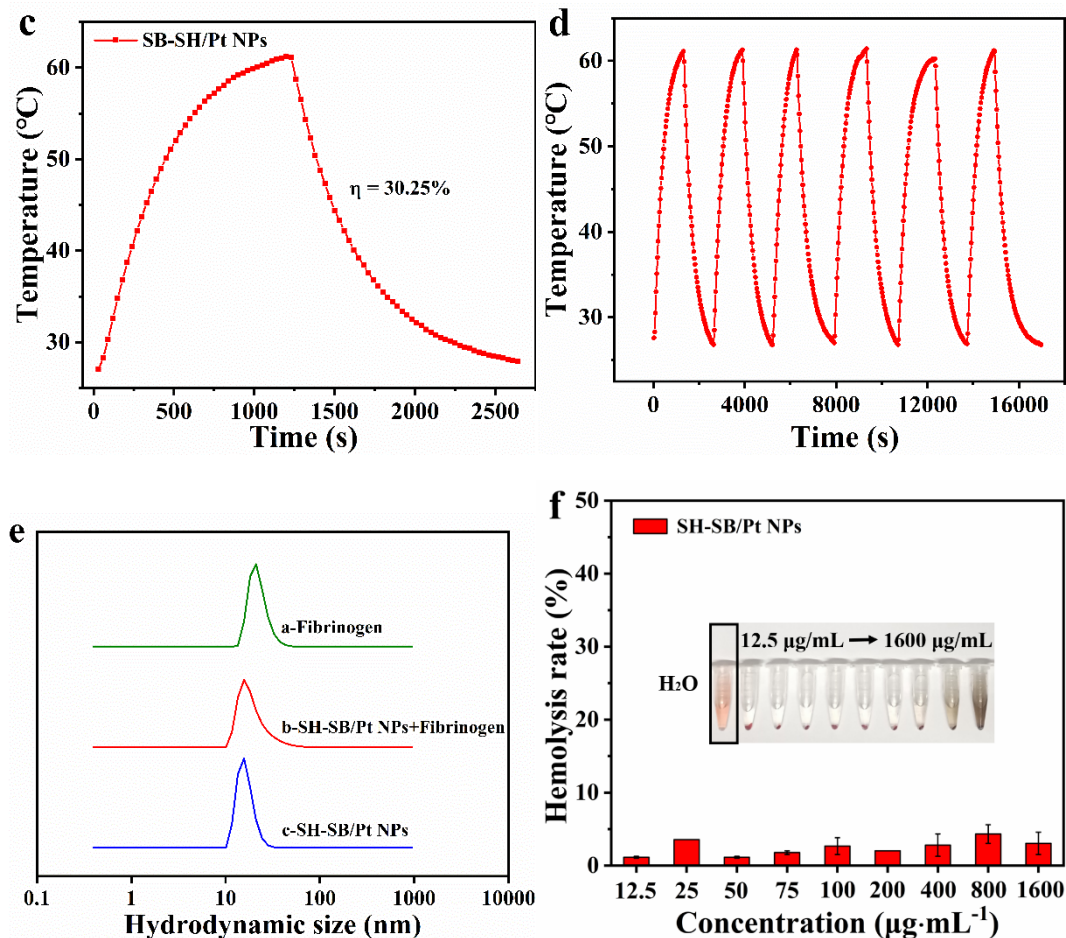 c
SB-SH/Pt NPs
η = 30.25%
60
50
40
30
Temperature (°C)
0 500 1000 1500 2000 2500
Time (s)
d
60
50
40
30
Temperature (°C)
0 4000 8000 12000 16000
Time (s)
e
a-Fibrinogen
b-SH-SB/Pt NPs+Fibrinogen
c-SH-SB/Pt NPs
0.1 1 10 100 1000 10000
Hydrodynamic size (nm)
f
SH-SB/Pt NPs
12.5 μg/mL → 1600 μg/mL
H₂O
50
40
30
20
10
0
Hemolysis rate (%)
12.5 25 50 75 100 200 400 800 1600
Concentration (μg·mL⁻¹)